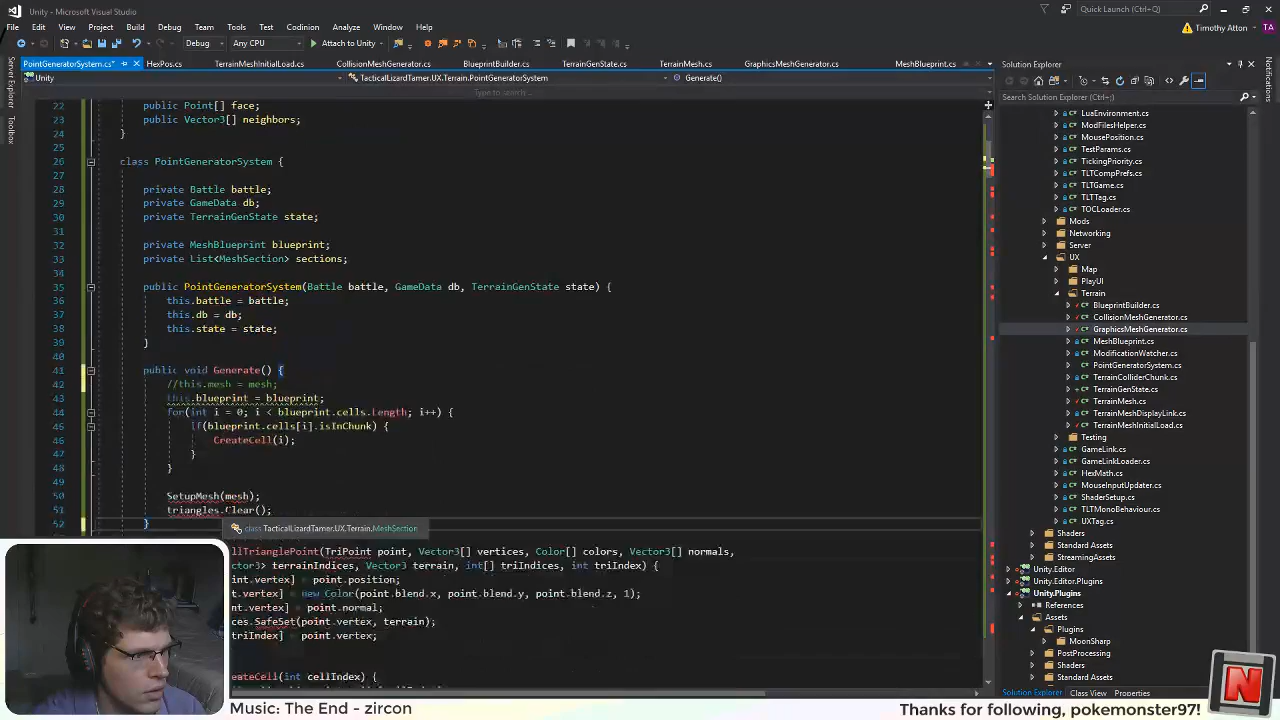 Unity - Microsoft Visual Studio
Quick Launch (Ctrl+Q)
File Edit View Project Build Debug Team Tools Test Analyze Window Help
Timothy Atton TA
Debug Any CPU Attach to Unity
PointGeneratorSystem.cs* HexPos.cs TerrainMeshInitialLoad.cs CollisionMeshGenerator.cs BlueprintBuilder.cs TerrainGenState.cs TerrainMesh.cs GraphicsMeshGenerator.cs MeshBlueprint.cs
Unity TacticalLizardTamer.UX.Terrain.PointGeneratorSystem Generate()
Type to search...
Server Explorer
Toolbox
22 public Point[] face;
23 public Vector3[] neighbors;
24 }
25
26 class PointGeneratorSystem {
27
28 private Battle battle;
29 private GameData db;
30 private TerrainGenState state;
31
32 private MeshBlueprint blueprint;
33 private List<MeshSection> sections;
34
35 public PointGeneratorSystem(Battle battle, GameData db, TerrainGenState state) {
36 this.battle = battle;
37 this.db = db;
38 this.state = state;
39 }
40
41 public void Generate() {
42 //this.mesh = mesh;
43 this.blueprint = blueprint;
44 for(int i = 0; i < blueprint.cells.Length; i++) {
45 if(blueprint.cells[i].isInChunk) {
46 CreateCell(i);
47 }
48 }
49
50 SetupMesh(mesh);
51 triangles.Clear();
52 }
class TacticalLizardTamer.UX.Terrain.MeshSection
llTrianglePoint(TriPoint point, Vector3[] vertices, Color[] colors, Vector3[] normals,
ctor3> terrainIndices, Vector3 terrain, int[] triIndices, int triIndex) {
nt.vertex] = point.position;
nt.vertex] = new Color(point.blend.x, point.blend.y, point.blend.z, 1);
nt.vertex] = point.normal;
ces.SafeSet(point.vertex, terrain);
triIndex] = point.vertex;
eateCell(int cellIndex) {
Solution Explorer
Search Solution Explorer (Ctrl+;)
LuaEnvironment.cs
ModFilesHelper.cs
MousePosition.cs
TestParams.cs
TickingPriority.cs
TLTCompPrefs.cs
TLTGame.cs
TLTTag.cs
TOCLoader.cs
Mods
Networking
Server
UX
Map
PlayUI
Terrain
BlueprintBuilder.cs
CollisionMeshGenerator.cs
GraphicsMeshGenerator.cs
MeshBlueprint.cs
ModificationWatcher.cs
PointGeneratorSystem.cs
TerrainColliderChunk.cs
TerrainGenState.cs
TerrainMesh.cs
TerrainMeshDisplayLink.cs
TerrainMeshInitialLoad.cs
Testing
GameLink.cs
GameLinkLoader.cs
HexMath.cs
MouseInputUpdater.cs
ShaderSetup.cs
TLTMonoBehaviour.cs
UXTag.cs
Shaders
Standard Assets
StreamingAssets
Unity.Editor
Unity.Editor.Plugins
Unity.Plugins
References
Assets
Plugins
MoonSharp
PostProcessing
Shaders
Standard Assets
Solution Explorer Class View Properties
Notifications
Music: The End - zircon
Thanks for following, pokemonster97!
N